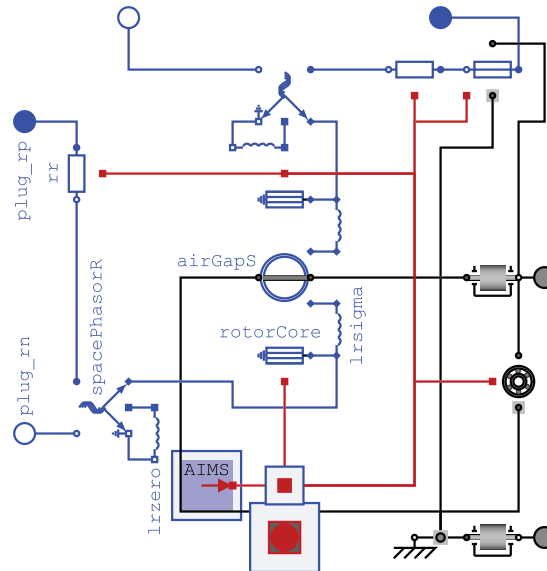 plug_rp
rr
airGapS
spacePhasorR
lrsigma
rotorCore
plug_rn
lrzero
AIMS